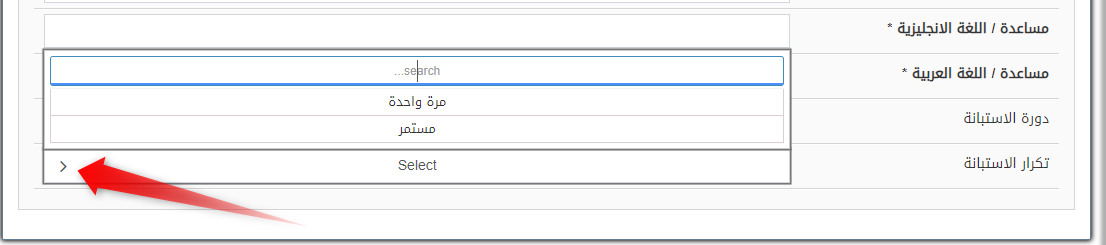 مساعدة / اللغة الانجليزية *
مساعدة / اللغة العربية *
search...
مرة واحدة
مستمر
دورة الاستبانة
تكرار الاستبانة
Select